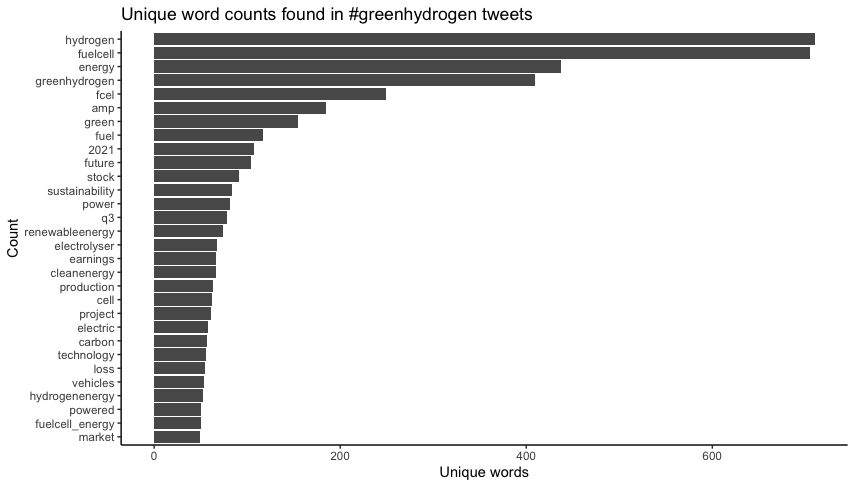 Unique word counts found in #greenhydrogen tweets
hydrogen
fuelcell
energy
greenhydrogen
fcel
amp
green
fuel
2021
future
stock
sustainability
power
q3
renewableenergy
electrolyser
earnings
cleanenergy
production
cell
project
electric
carbon
technology
loss
vehicles
hydrogenenergy
powered
fuelcell_energy
market
Count
0 200 400 600
Unique words